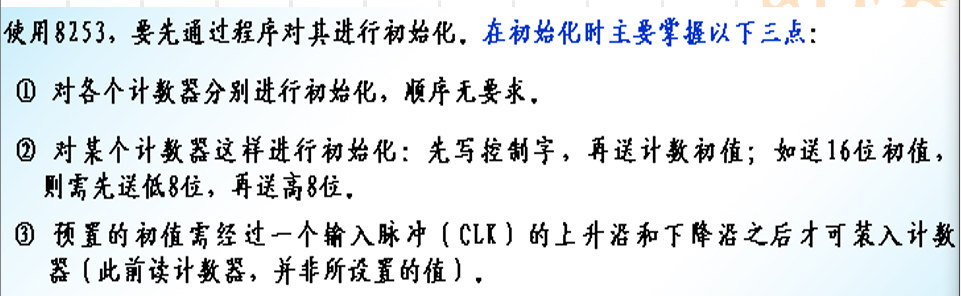 使用8253，要先通过程序对其进行初始化。在初始化时主要掌握以下三点：
① 对各个计数器分别进行初始化，顺序无要求。
② 对某个计数器这样进行初始化：先写控制字，再送计数初值；如送16位初值，
则需先送低8位，再送高8位。
③ 预置的初值需经过一个输入脉冲（CLK）的上升沿和下降沿之后才可装入计数
器（此前读计数器，并非所设置的值）。